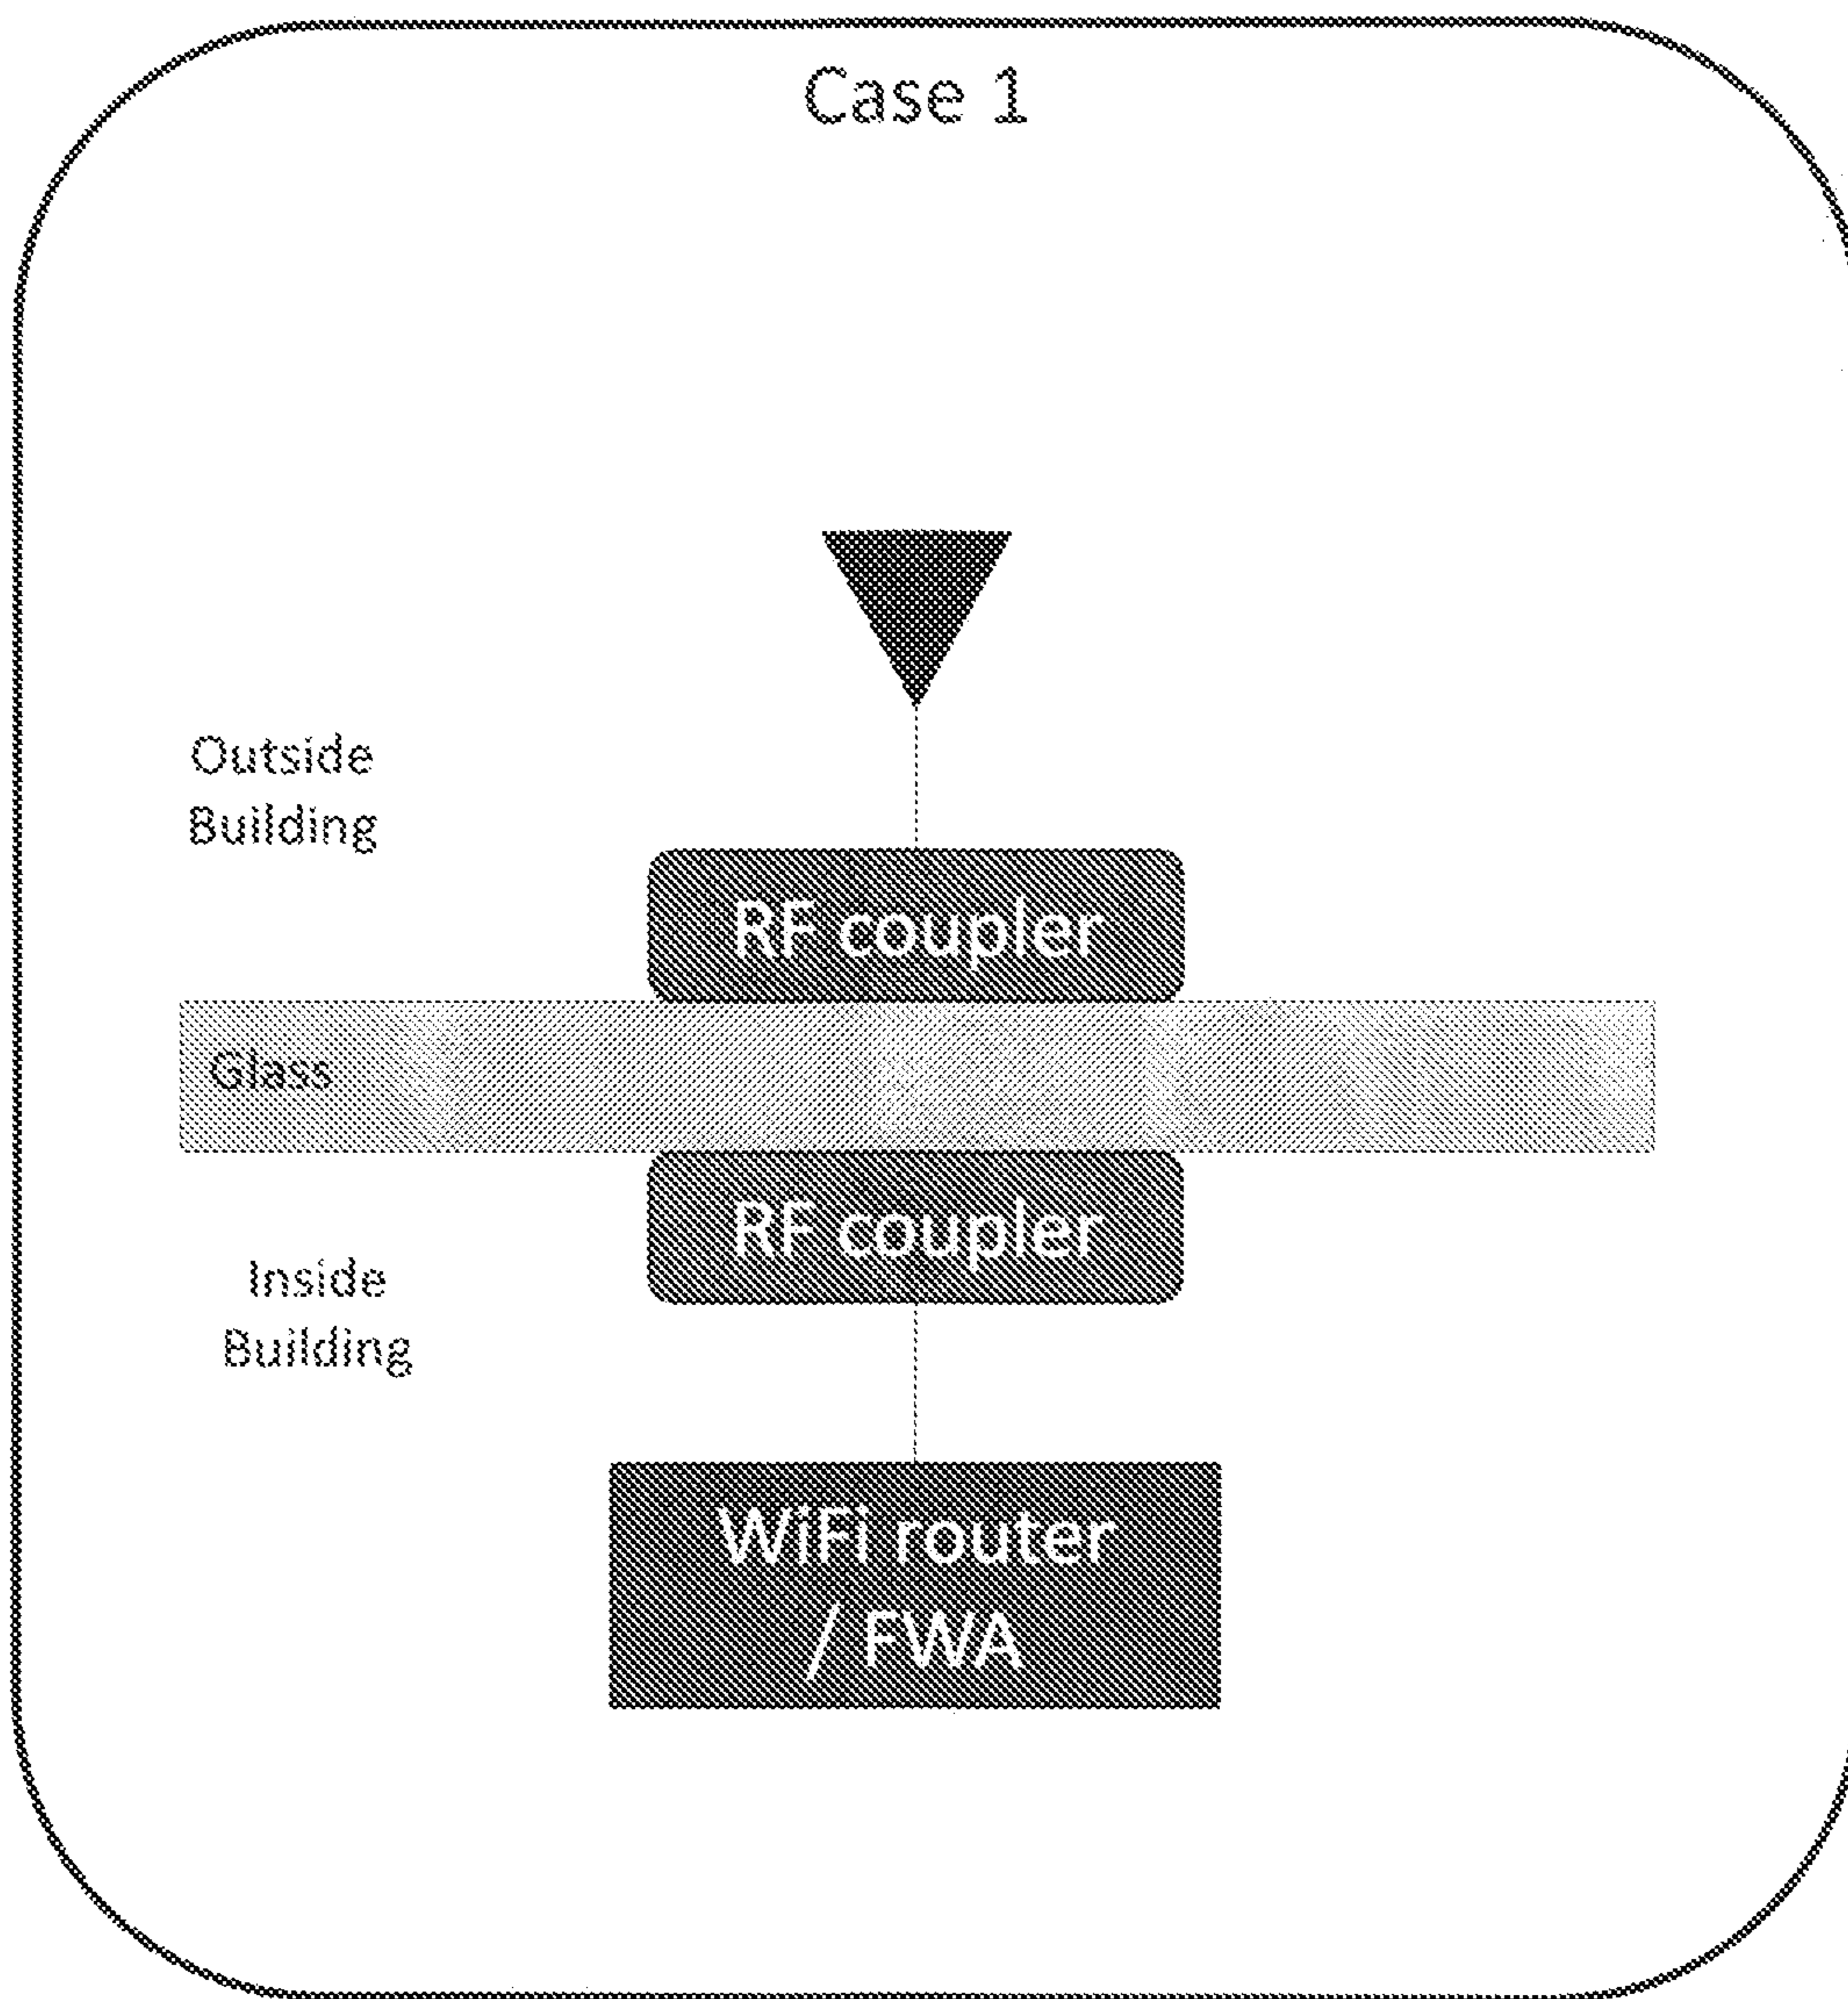 Case 1
Outside
Building
RF coupler
Glass
RF coupler
Inside
Building
WiFi router
/ FWA